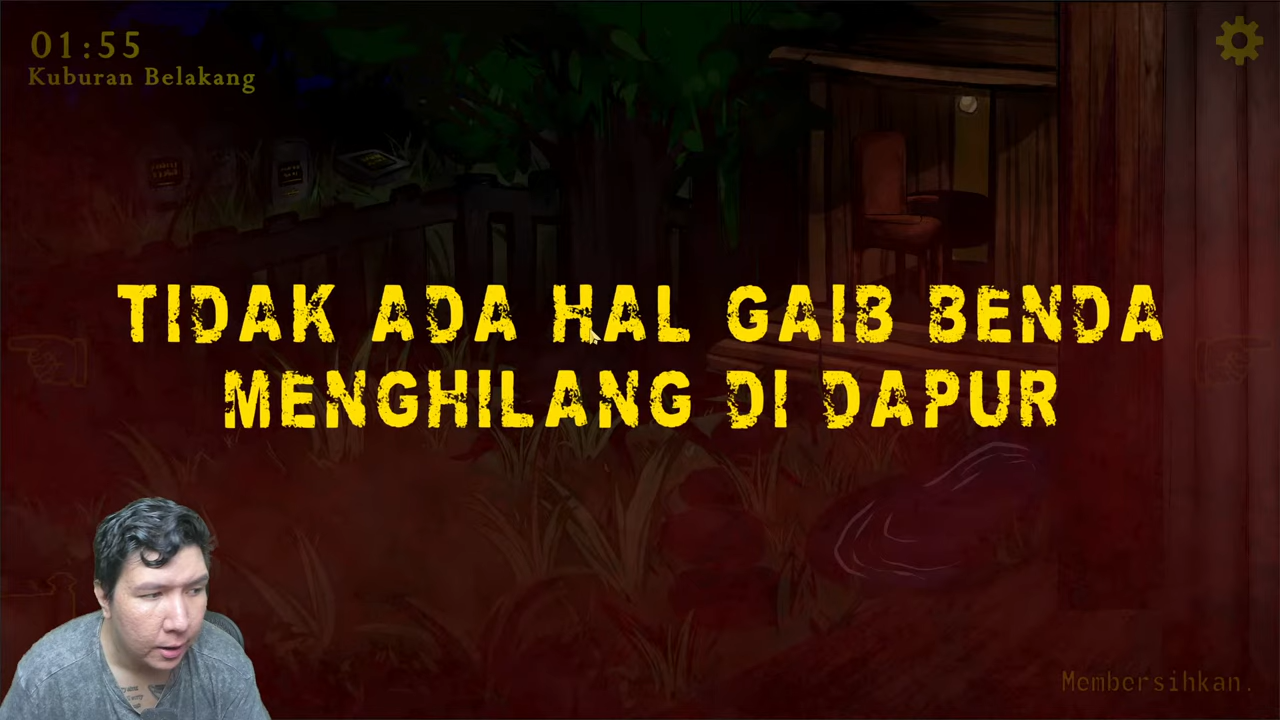 01:55
Kuburan Belakang
TIDAK ADA HAL GAIB BENDA
MENGHILANG DI DAPUR
Membersihkan.